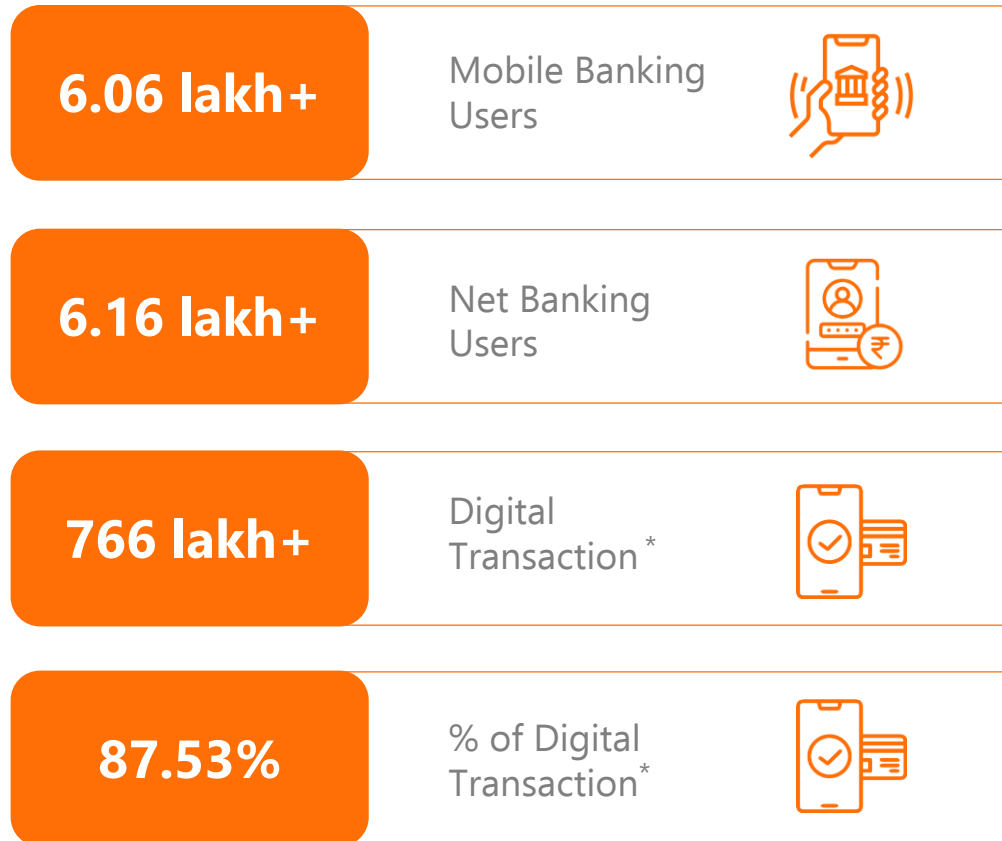 6.06 lakh+
Mobile Banking
Users
6.16 lakh+
Net Banking
Users
₹
766 lakh+
Digital
Transaction*
87.53%
% of Digital
Transaction*